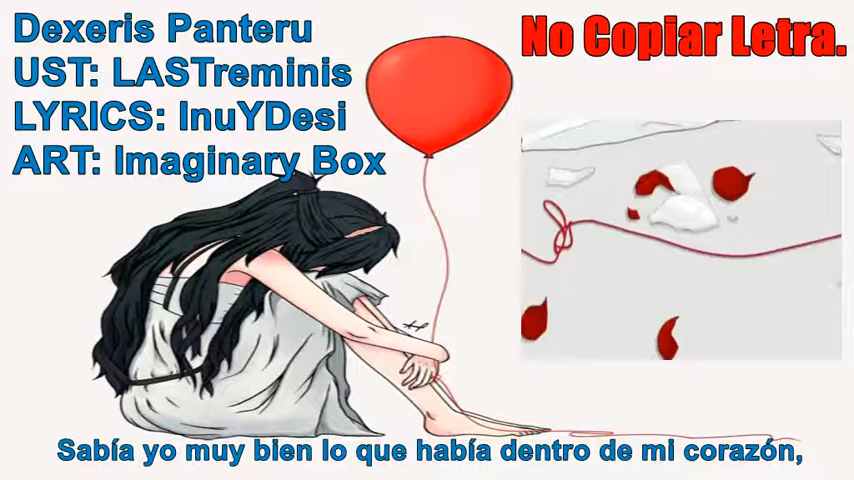 Dexeris Panteru
UST: LASTreminis
LYRICS: InuYDesi
ART: Imaginary Box
No Copiar Letra.
Sabía yo muy bien lo que había dentro de mi corazón,